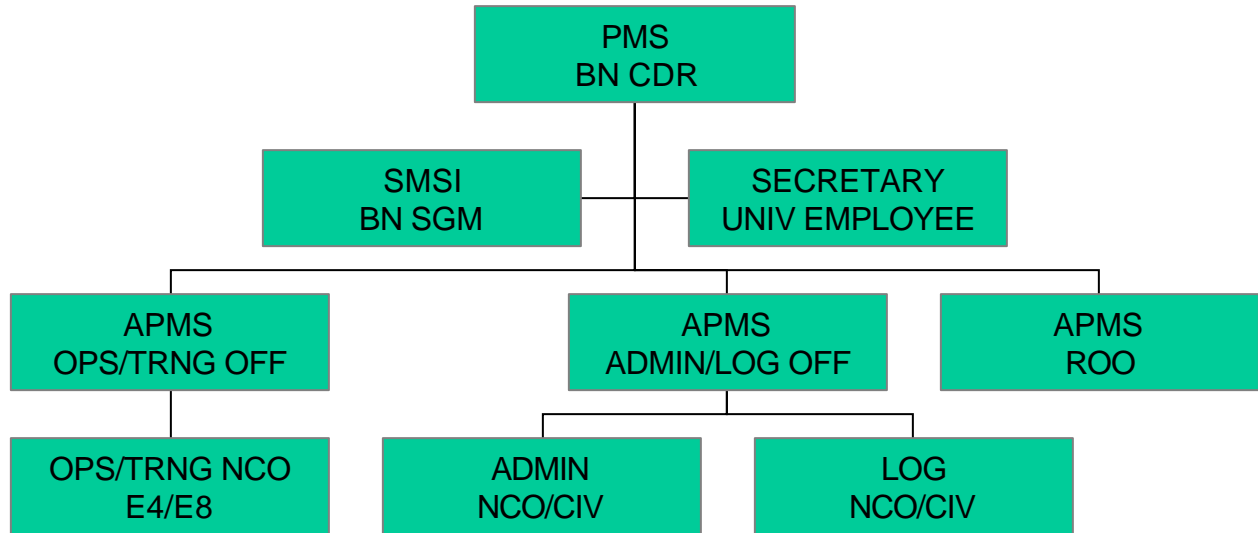 PMS
BN CDR
SMSI
BN SGM
SECRETARY
UNIV EMPLOYEE
APMS
OPS/TRNG OFF
APMS
ADMIN/LOG OFF
APMS
ROO
OPS/TRNG NCO
E4/E8
ADMIN
NCO/CIV
LOG
NCO/CIV